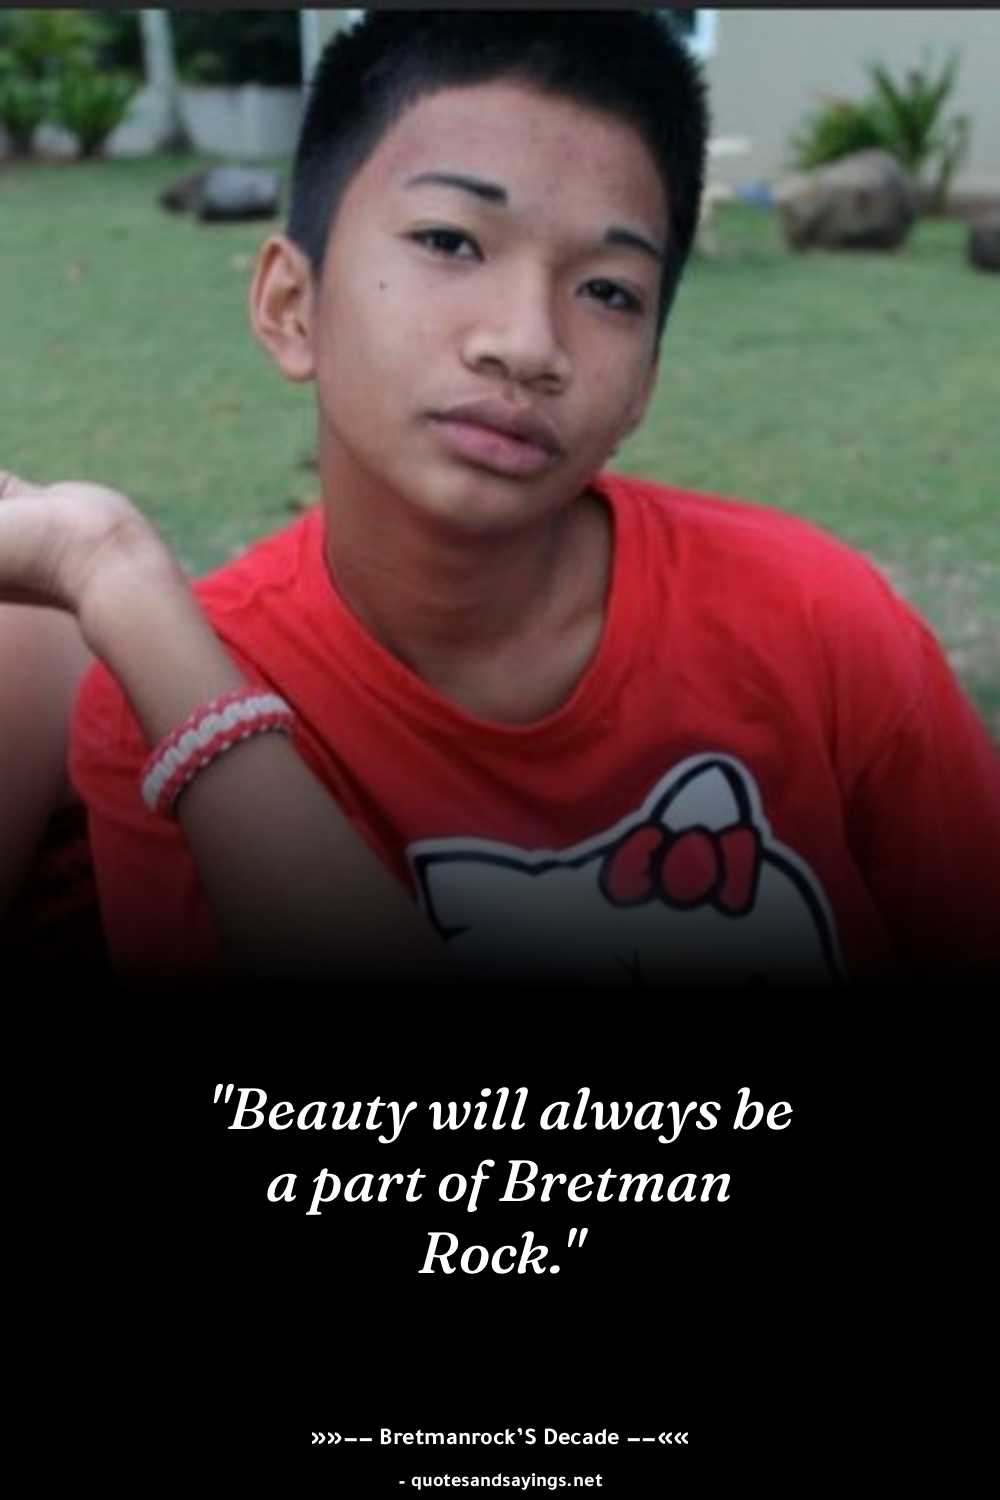 "Beauty will always be
a part of Bretman
Rock."
»»–– Bretmanrock’S Decade ––««
- quotesandsayings.net